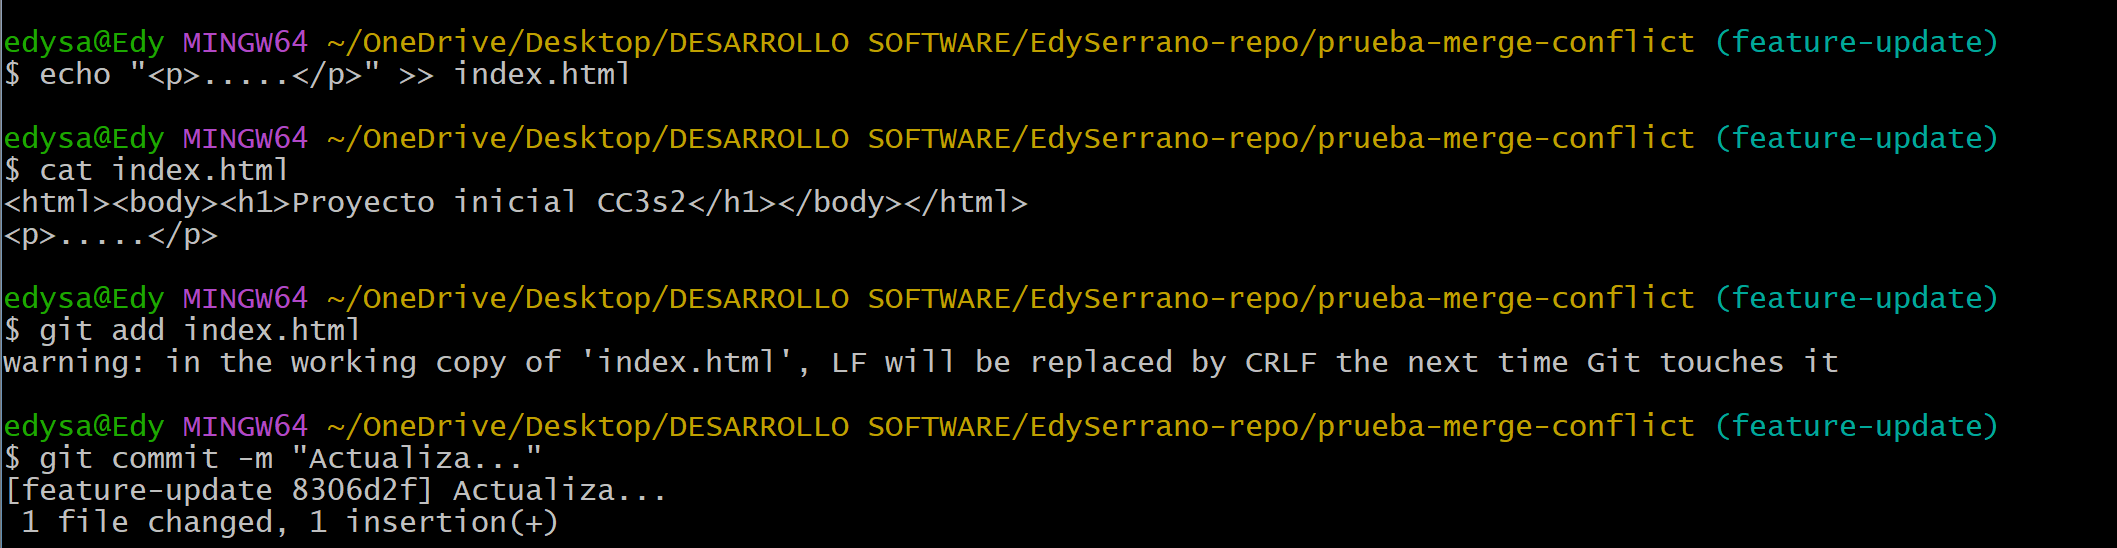 edysa@Edy MINGW64 ~/OneDrive/Desktop/DESARROLLO SOFTWARE/EdySerrano-repo/prueba-merge-conflict (feature-update)
$ echo "<p>.....</p>" >> index.html
edysa@Edy MINGW64 ~/OneDrive/Desktop/DESARROLLO SOFTWARE/EdySerrano-repo/prueba-merge-conflict (feature-update)
$ cat index.html
<html><body><h1>Proyecto inicial CC3s2</h1></body></html>
<p>.....</p>
edysa@Edy MINGW64 ~/OneDrive/Desktop/DESARROLLO SOFTWARE/EdySerrano-repo/prueba-merge-conflict (feature-update)
$ git add index.html
warning: in the working copy of 'index.html', LF will be replaced by CRLF the next time Git touches it
edysa@Edy MINGW64 ~/OneDrive/Desktop/DESARROLLO SOFTWARE/EdySerrano-repo/prueba-merge-conflict (feature-update)
$ git commit -m "Actualiza..."
[feature-update 8306d2f] Actualiza...
 1 file changed, 1 insertion(+)